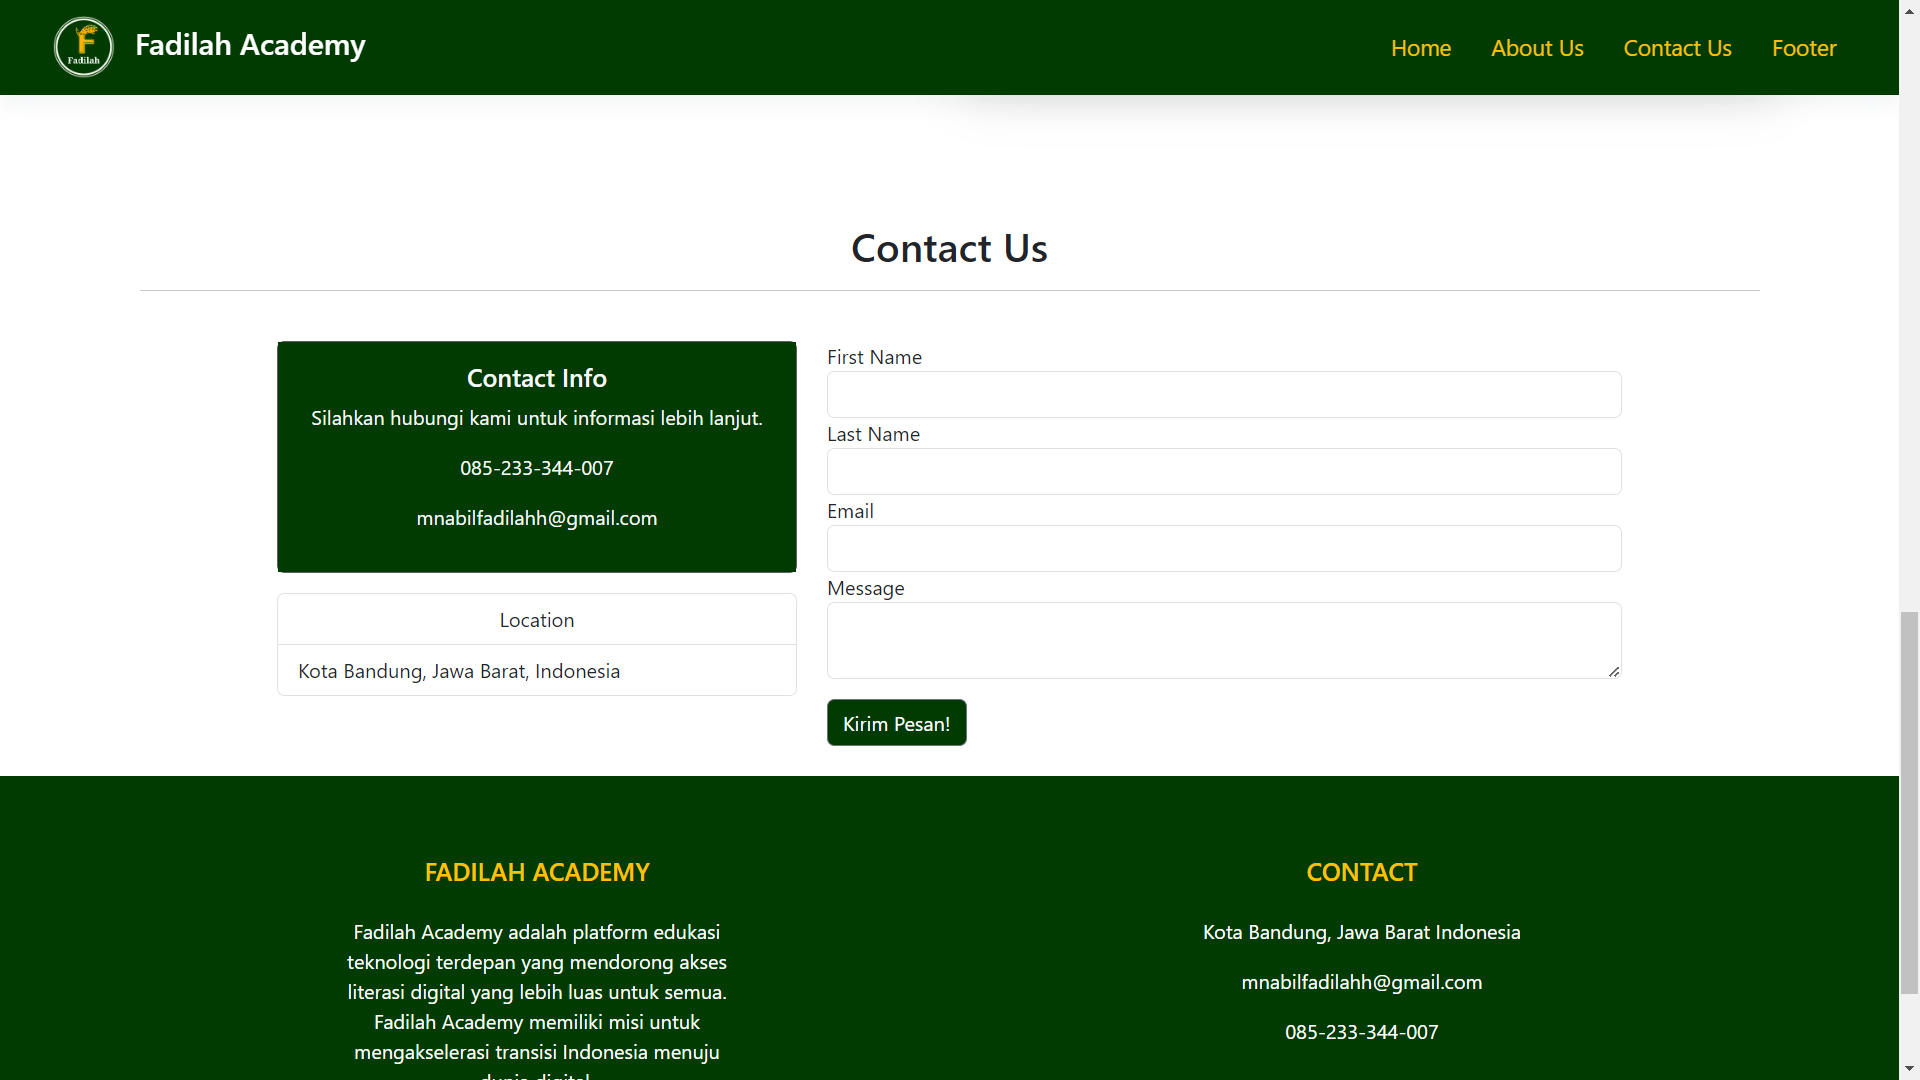 Fadilah
Fadilah Academy
Home
About Us
Contact Us
Footer
Contact Us
Contact Info
Silahkan hubungi kami untuk informasi lebih lanjut.
085-233-344-007
mnabilfadilahh@gmail.com
Location
Kota Bandung, Jawa Barat, Indonesia
First Name
Last Name
Email
Message
Kirim Pesan!
FADILAH ACADEMY
Fadilah Academy adalah platform edukasi
teknologi terdepan yang mendorong akses
literasi digital yang lebih luas untuk semua.
Fadilah Academy memiliki misi untuk
mengakselerasi transisi Indonesia menuju
dunia digital.
CONTACT
Kota Bandung, Jawa Barat Indonesia
mnabilfadilahh@gmail.com
085-233-344-007